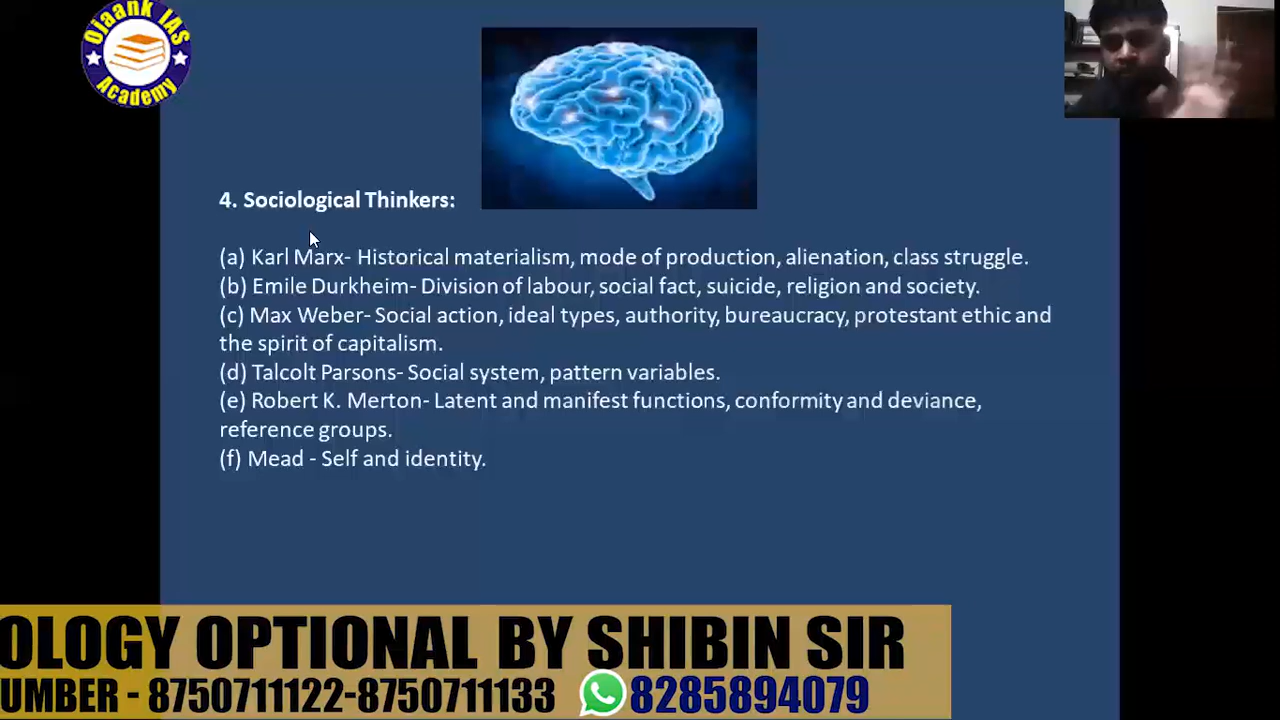 Ojaank IAS
Academy
4. Sociological Thinkers:
(a) Karl Marx- Historical materialism, mode of production, alienation, class struggle.
(b) Emile Durkheim- Division of labour, social fact, suicide, religion and society.
(c) Max Weber- Social action, ideal types, authority, bureaucracy, protestant ethic and
the spirit of capitalism.
(d) Talcolt Parsons- Social system, pattern variables.
(e) Robert K. Merton- Latent and manifest functions, conformity and deviance,
reference groups.
(f) Mead - Self and identity.
OLOGY OPTIONAL BY SHIBIN SIR
UMBER - 8750711122-8750711133 8285894079